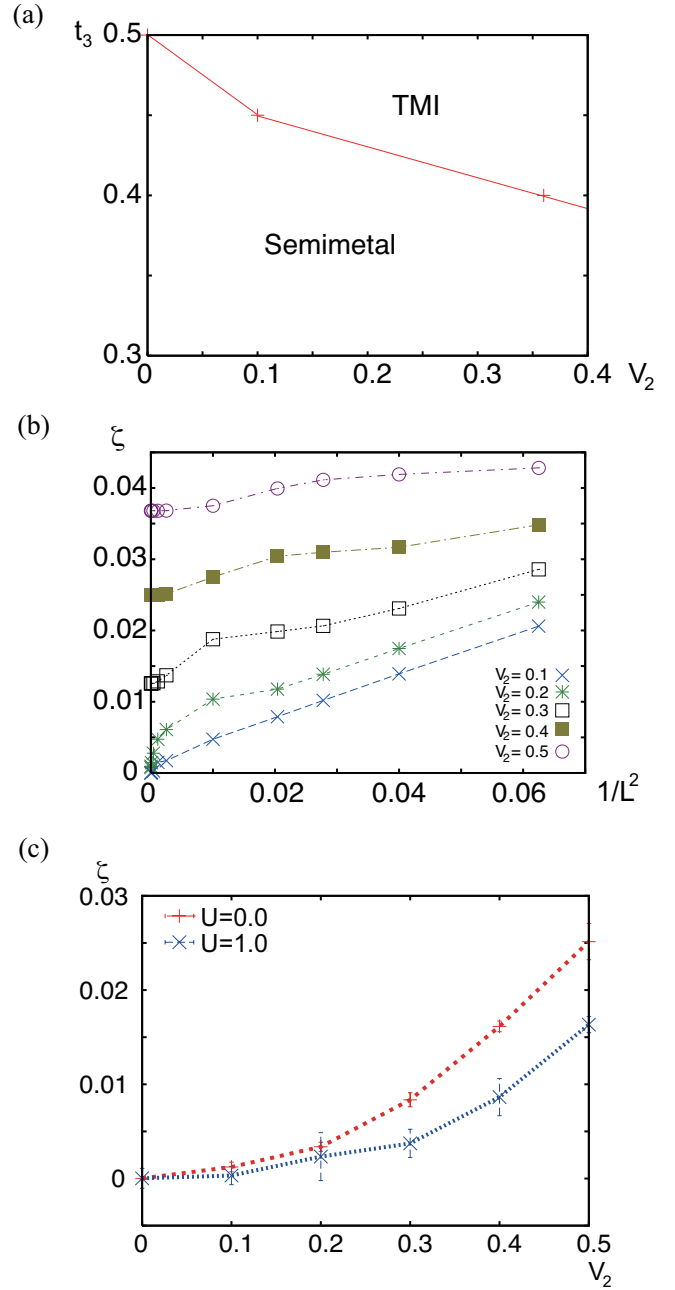 (a)
t3 0.5
TMI
0.4
Semimetal
0.3
0 0.1 0.2 0.3 0.4 V2
(b)
ζ
0.04
0.03
0.02
0.01
0
V2 = 0.1
V2 = 0.2
V2 = 0.3
V2 = 0.4
V2 = 0.5
0 0.02 0.04 0.06 1/L²
(c)
ζ
0.03
U=0.0
U=1.0
0.02
0.01
0
0 0.1 0.2 0.3 0.4 0.5
V2